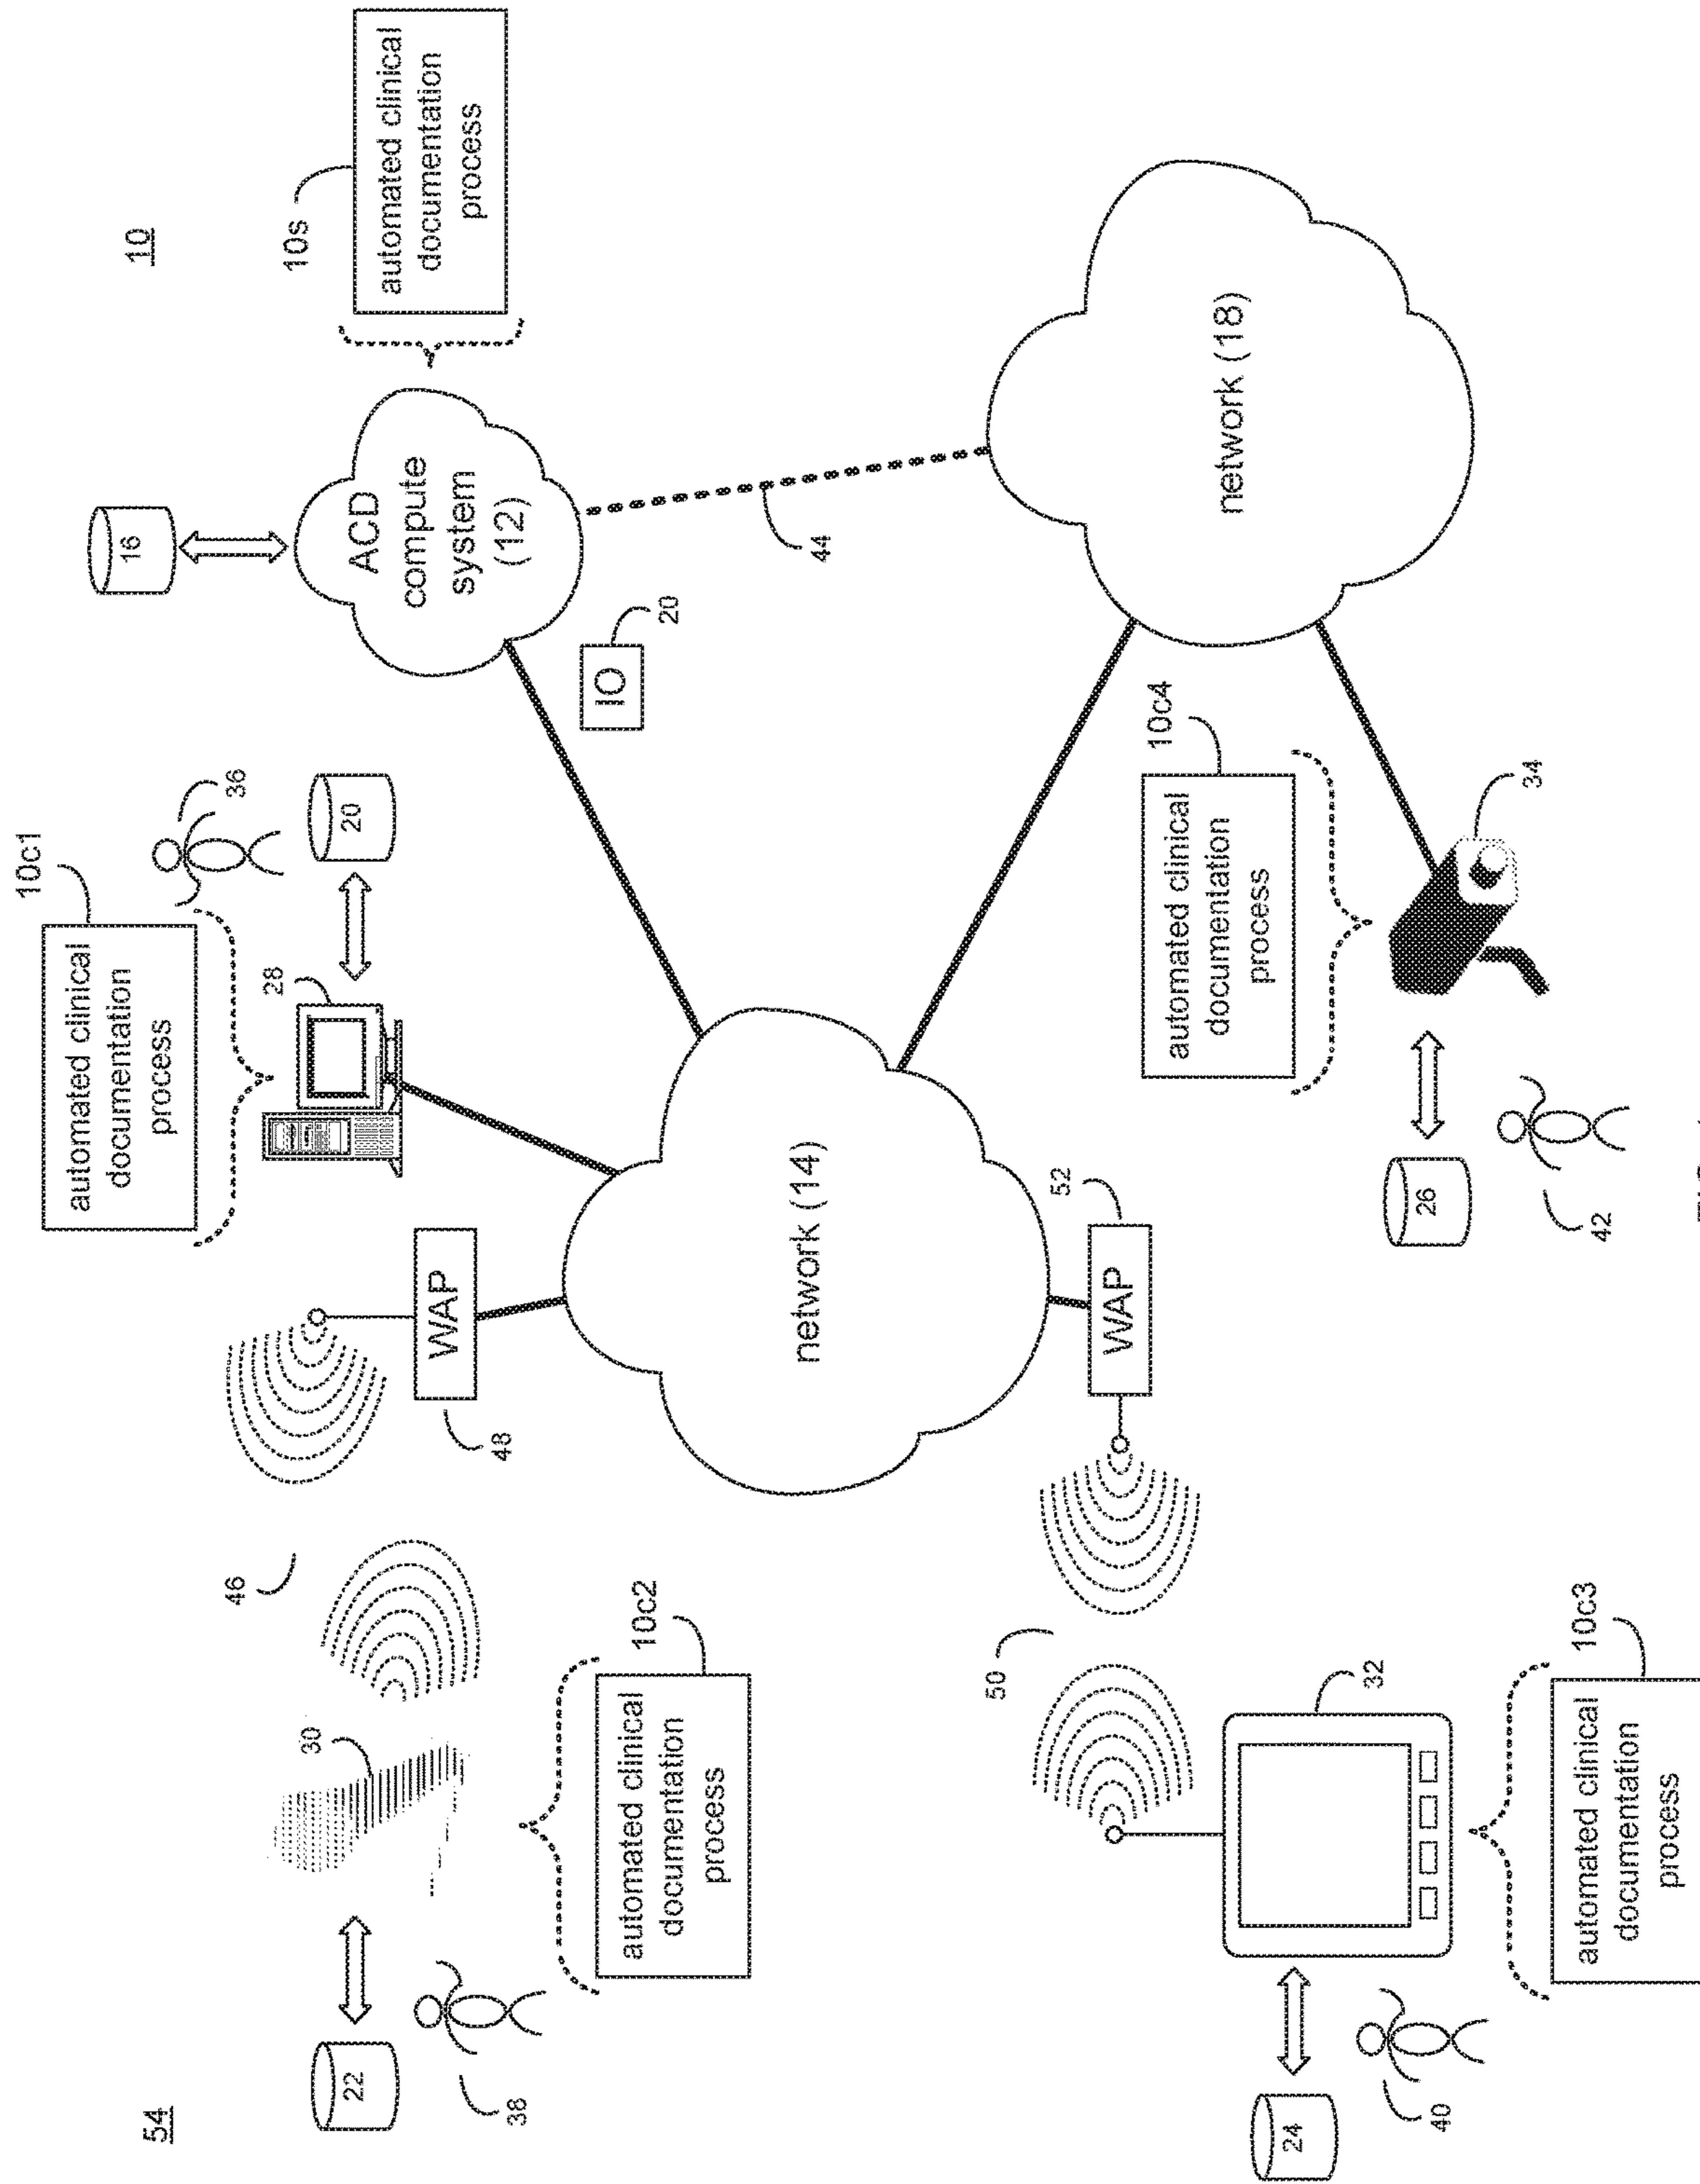 54
10
10c1
16
automated clinical
documentation
process
36
46
28
20
10s
22
30
38
WAP
48
ACD
compute
system
(12)
automated clinical
documentation
process
10c2
automated clinical
documentation
process
IO
20
network (14)
44
50
52
WAP
10c4
automated clinical
documentation
process
network (18)
24
32
40
26
42
34
10c3
automated clinical
documentation
process